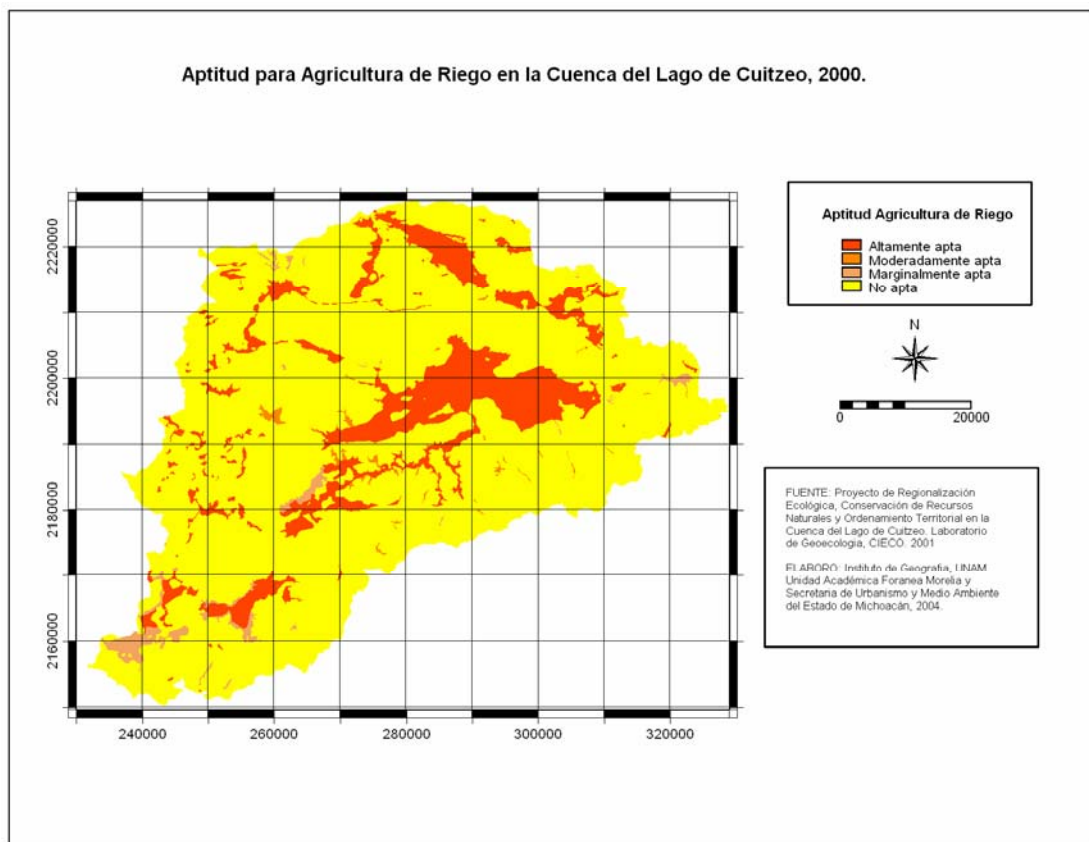 Aptitud para Agricultura de Riego en la Cuenca del Lago de Cuitzeo, 2000.
Aptitud Agricultura de Riego
Altamente apta
Moderadamente apta
Marginalmente apta
No apta
N
0 20000
FUENTE: Proyecto de Regionalización
Ecológica, Conservación de Recursos
Naturales y Ordenamiento Territorial en la
Cuenca del Lago de Cuitzeo. Laboratorio
de Geoecologia, CIECO. 2001
ELABORO: Instituto de Geografia, UNAM
Unidad Académica Foranea Morelia y
Secretaria de Urbanismo y Medio Ambiente
del Estado de Michoacán, 2004.
2220000
2200000
2180000
2160000
240000 260000 280000 300000 320000